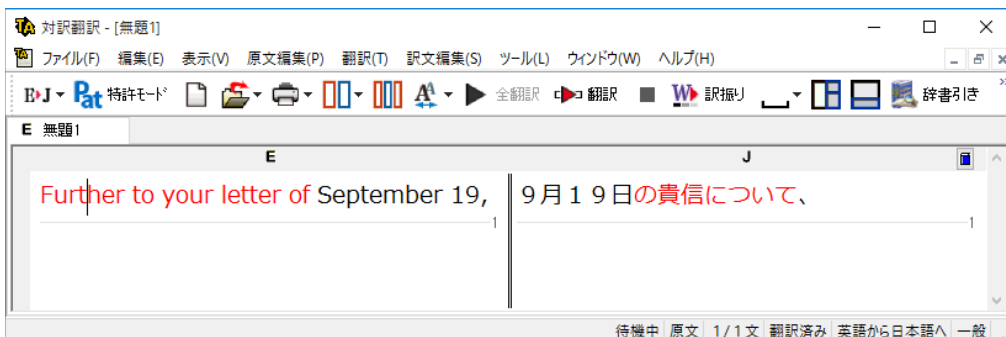 対訳翻訳 - [無題1]
ファイル(F) 編集(E) 表示(V) 原文編集(P) 翻訳(T) 訳文編集(S) ツール(L) ウィンドウ(W) ヘルプ(H)
E▸J Pat 特許モード 全翻訳 翻訳 訳振り 辞書引き
E 無題1
E J
Further to your letter of September 19, 9月19日の貴信について、
1 1
待機中 原文 1/1文 翻訳済み 英語から日本語へ 一般